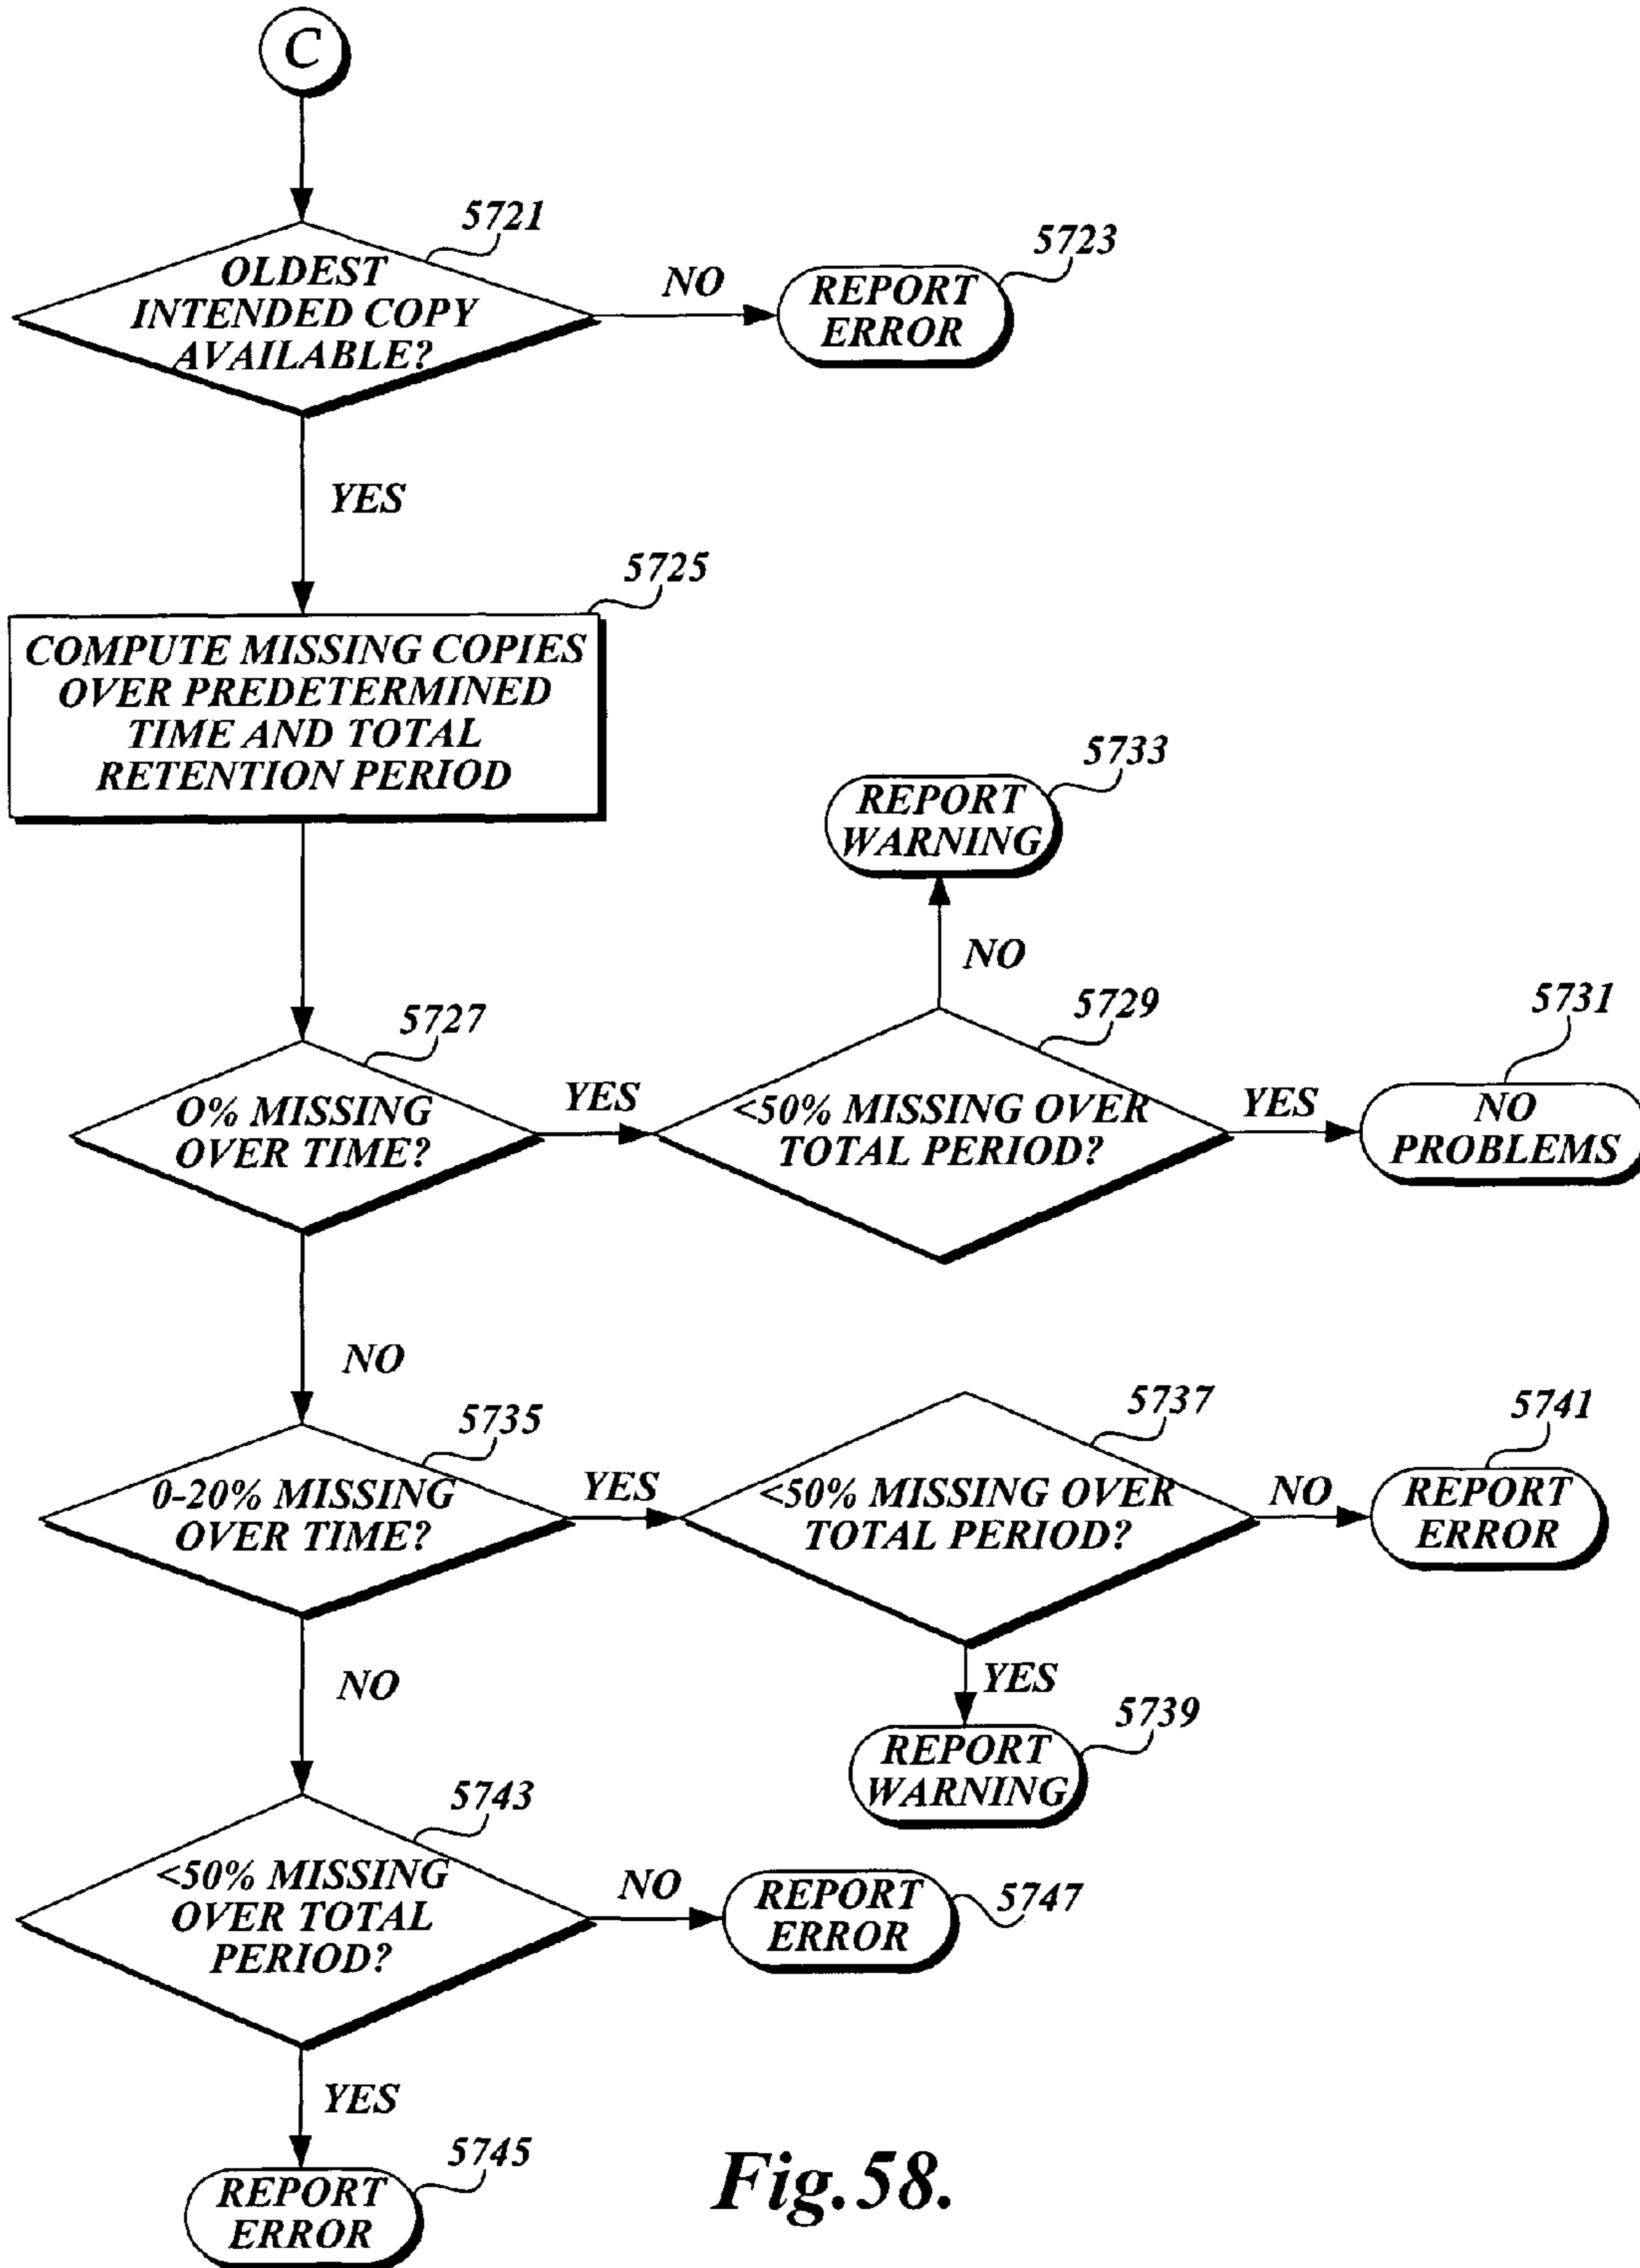 C
5721
OLDEST
INTENDED COPY
AVAILABLE?
NO
5723
REPORT
ERROR
YES
5725
COMPUTE MISSING COPIES
OVER PREDETERMINED
TIME AND TOTAL
RETENTION PERIOD
5733
REPORT
WARNING
NO
5727
O% MISSING
OVER TIME?
YES
5729
<50% MISSING OVER
TOTAL PERIOD?
YES
5731
NO
PROBLEMS
NO
5735
0-20% MISSING
OVER TIME?
YES
5737
<50% MISSING OVER
TOTAL PERIOD?
NO
5741
REPORT
ERROR
YES
5739
REPORT
WARNING
NO
5743
<50% MISSING
OVER TOTAL
PERIOD?
NO
REPORT
ERROR
5747
YES
5745
REPORT
ERROR
Fig.58.